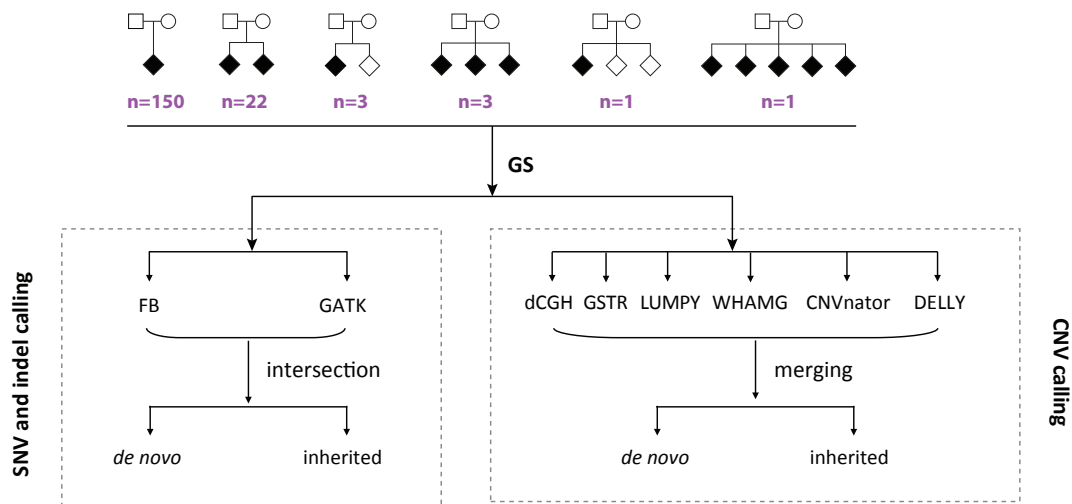 n=150 n=22 n=3 n=3 n=1 n=1
GS
SNV and indel calling
FB GATK
intersection
de novo inherited
dCGH GSTR LUMPY WHAMG CNVnator DELLY
merging
de novo inherited
CNV calling